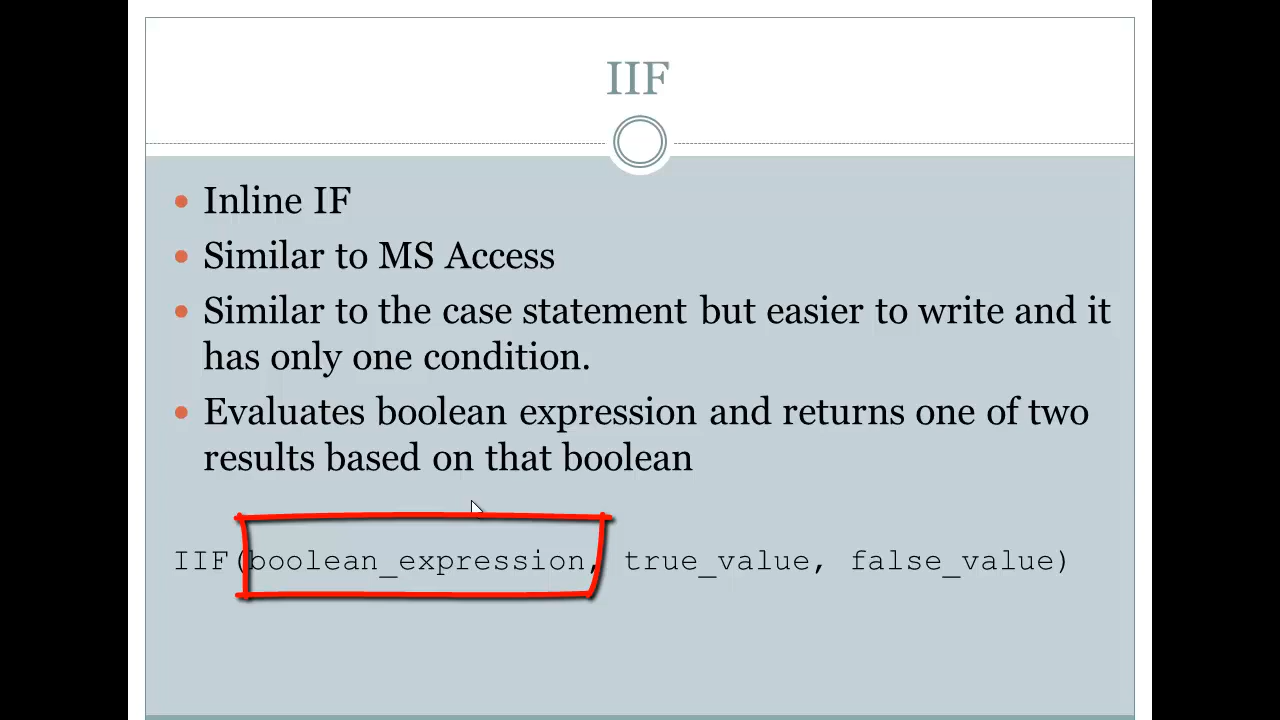 IIF
• Inline IF
• Similar to MS Access
• Similar to the case statement but easier to write and it
has only one condition.
• Evaluates boolean expression and returns one of two
results based on that boolean
IIF(boolean_expression, true_value, false_value)